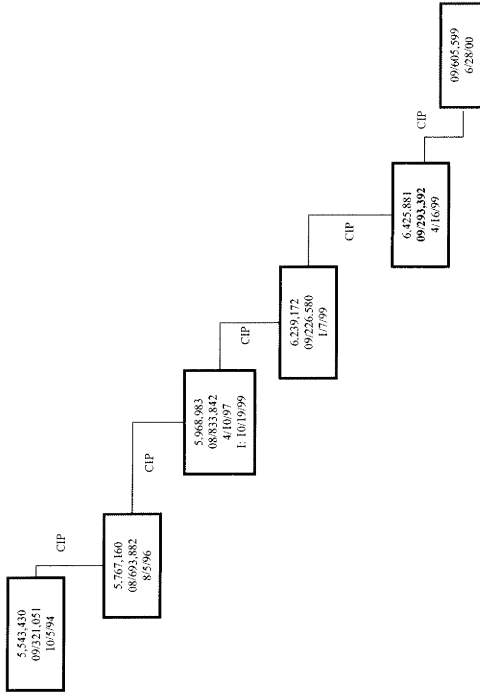 5,543,430
09/321,051
10/5/94
CIP
5,767,160
08/693,882
8/5/96
CIP
5,968,983
08/833,842
4/10/97
I: 10/19/99
CIP
6,239,172
09/226,580
1/7/99
CIP
6,425,881
09/293,392
4/16/99
CIP
09/605,599
6/28/00